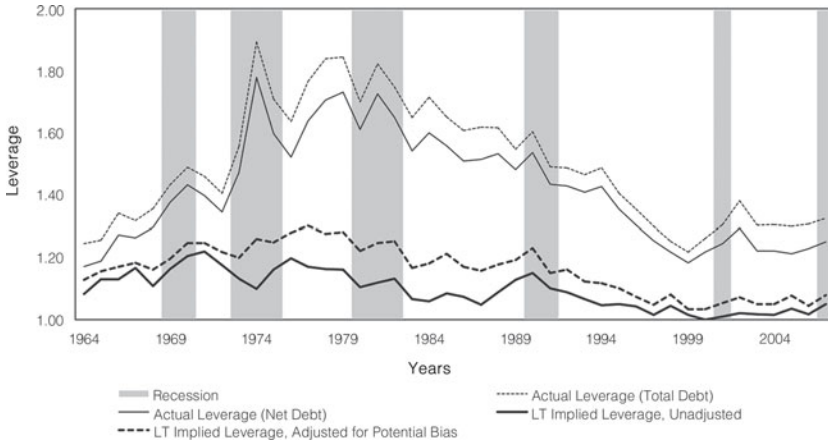 2.00
1.80
1.60
1.40
1.20
1.00
Leverage
1964 1969 1974 1979 1984 1989 1994 1999 2004
Years
Recession Actual Leverage (Total Debt)
Actual Leverage (Net Debt) LT Implied Leverage, Unadjusted
LT Implied Leverage, Adjusted for Potential Bias